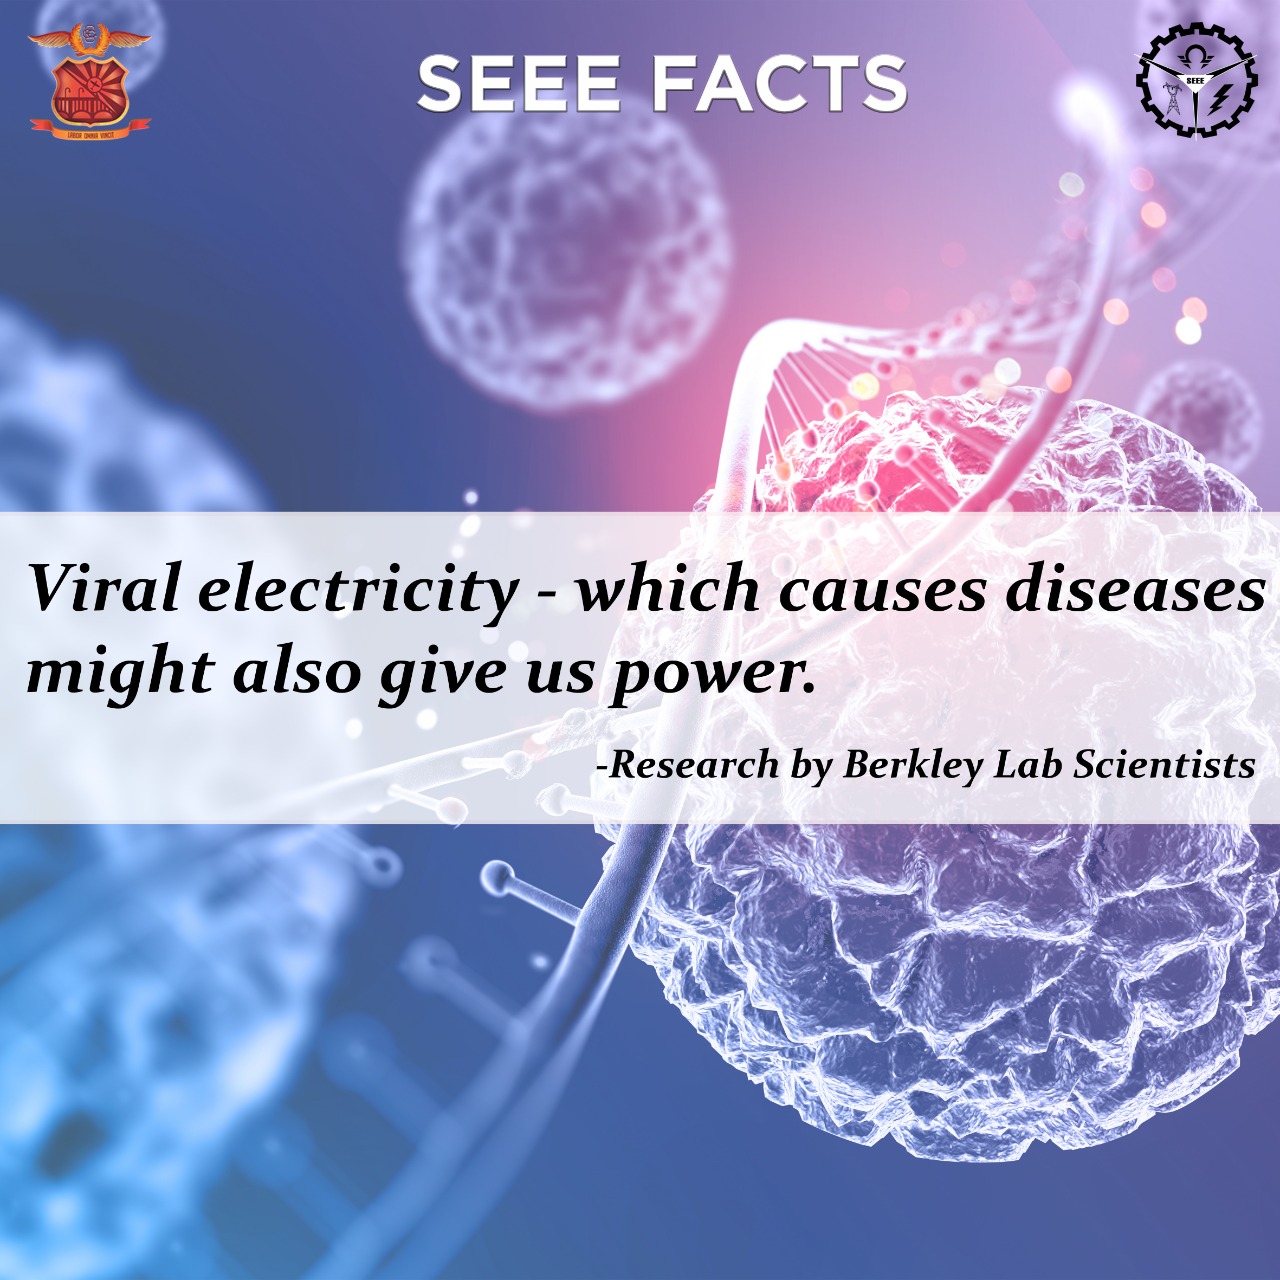 SEEE FACTS
SEEE
LABOR OMNIA VINCIT
Viral electricity - which causes diseases
might also give us power.
-Research by Berkley Lab Scientists